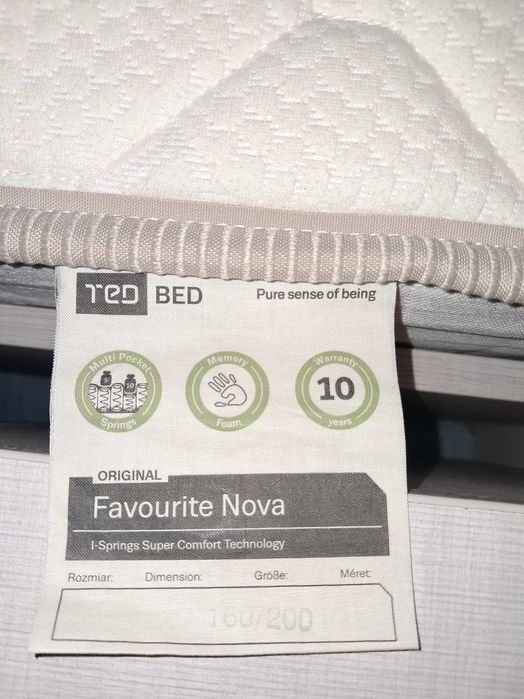 TED BED Pure sense of being
Multi Pocket Springs
5 10
Memory Foam
Warranty 10 years
ORIGINAL
Favourite Nova
I-Springs Super Comfort Technology
Rozmiar: Dimension: Größe: Méret:
160/200